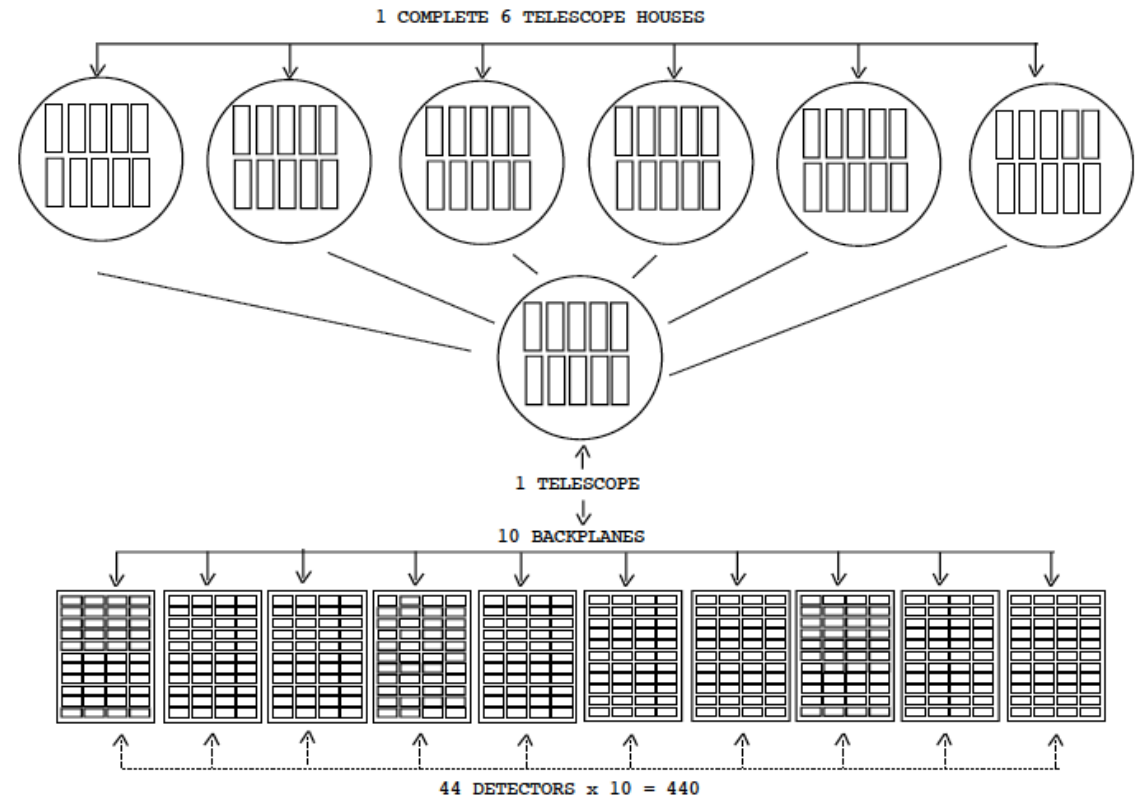 1 COMPLETE 6 TELESCOPE HOUSES
1 TELESCOPE
10 BACKPLANES
44 DETECTORS x 10 = 440